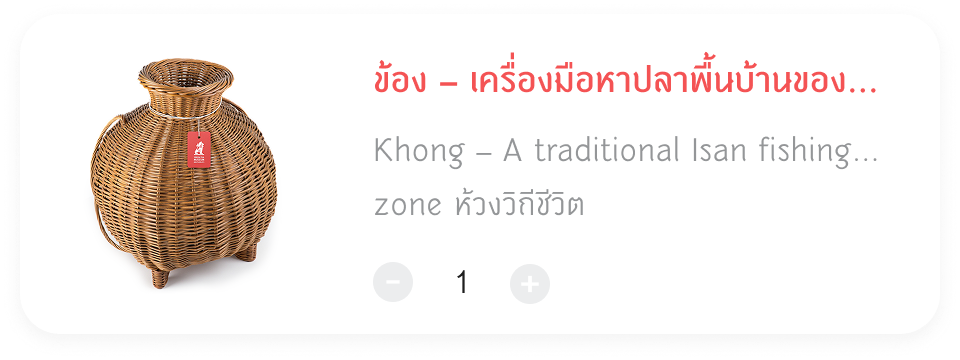 ข้อง – เครื่องมือหาปลาพื้นบ้านของ...
Khong – A traditional Isan fishing...
zone ห้วงวิถีชีวิต
1